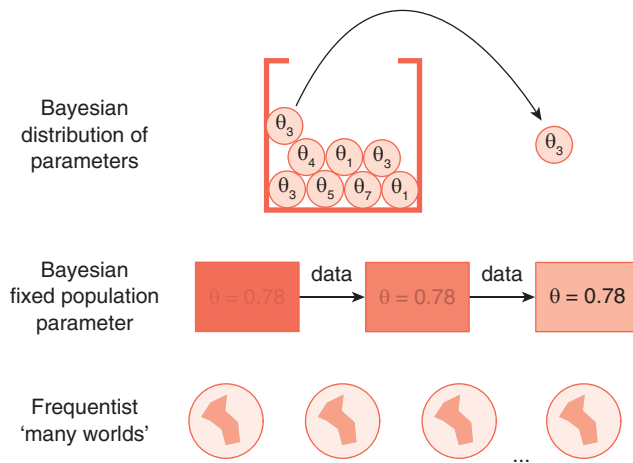 Bayesian
distribution of
parameters
θ3
θ4 θ1 θ3
θ3 θ5 θ7 θ1
θ3
Bayesian
fixed population
parameter
θ = 0.78
data
θ = 0.78
data
θ = 0.78
Frequentist
‘many worlds’
...